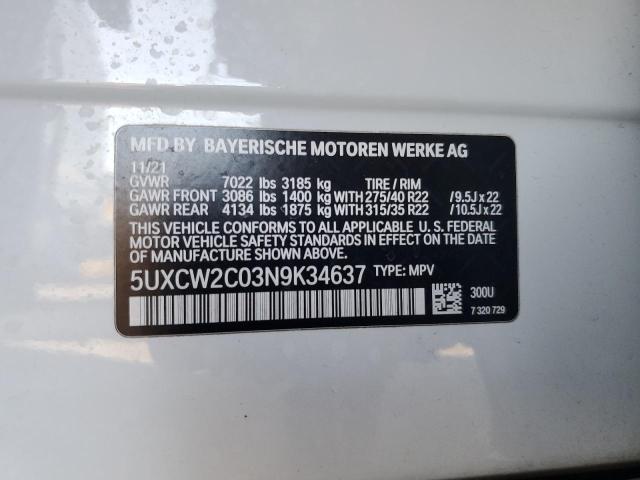 MFD BY BAYERISCHE MOTOREN WERKE AG
11/21
GVWR 7022 lbs 3185 kg TIRE / RIM
GAWR FRONT 3086 lbs 1400 kg WITH 275/40 R22 /9.5J x 22
GAWR REAR 4134 lbs 1875 kg WITH 315/35 R22 /10.5J x 22
THIS VEHICLE CONFORMS TO ALL APPLICABLE U. S. FEDERAL
MOTOR VEHICLE SAFETY STANDARDS IN EFFECT ON THE
DATE OF MANUFACTURE SHOWN ABOVE.
5UXCW2C03N9K34637 TYPE: MPV
300U
7 320 729